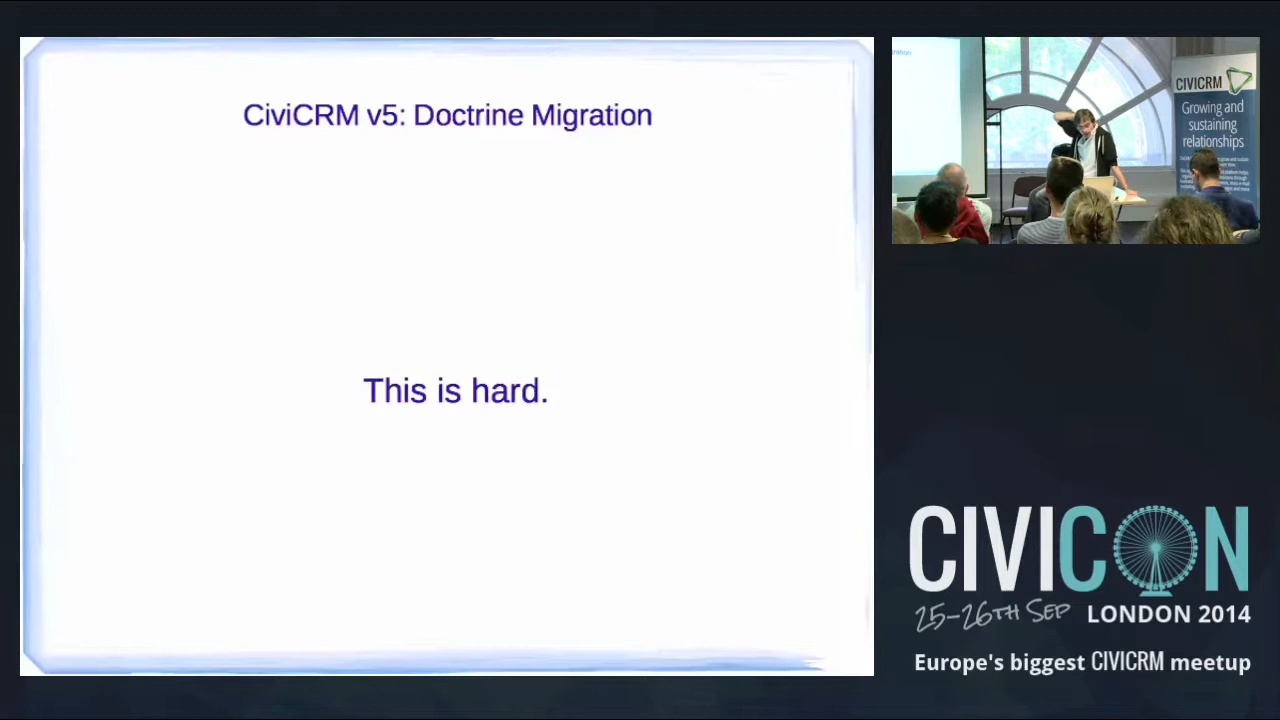 CiviCRM v5: Doctrine Migration
This is hard.
CIVICRM
Growing and
sustaining
relationships
CIVICON
25-26TH SEP LONDON 2014
Europe's biggest CIVICRM meetup